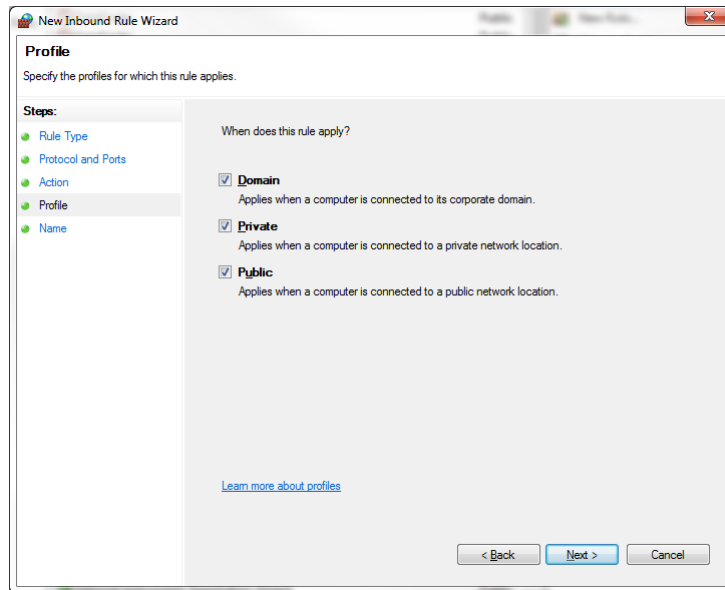 New Inbound Rule Wizard
Public
New Rule...
Profile
Specify the profiles for which this rule applies.
Steps:
Rule Type
Protocol and Ports
Action
Profile
Name
When does this rule apply?
Domain
Applies when a computer is connected to its corporate domain.
Private
Applies when a computer is connected to a private network location.
Public
Applies when a computer is connected to a public network location.
Learn more about profiles
< Back
Next >
Cancel